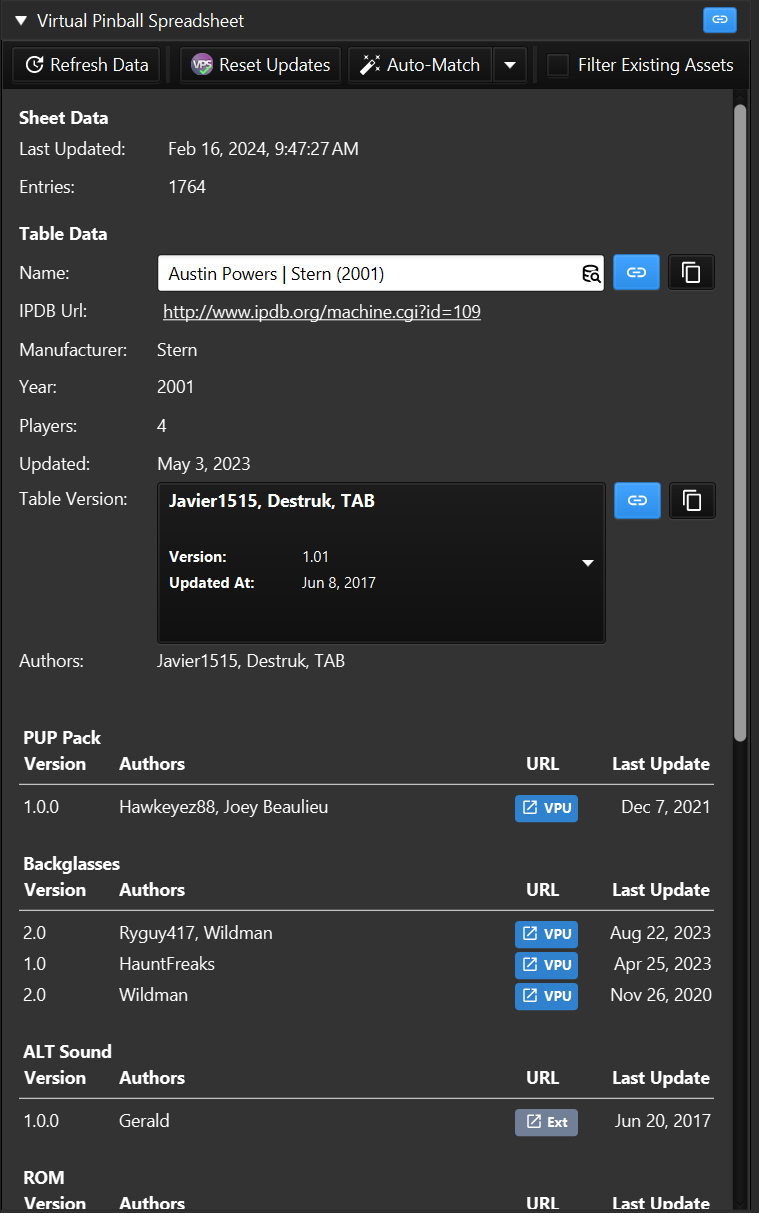 Virtual Pinball Spreadsheet
Refresh Data VPS Reset Updates Auto-Match Filter Existing Assets
Sheet Data
Last Updated: Feb 16, 2024, 9:47:27 AM
Entries: 1764
Table Data
Name: Austin Powers | Stern (2001)
IPDB Url: http://www.ipdb.org/machine.cgi?id=109
Manufacturer: Stern
Year: 2001
Players: 4
Updated: May 3, 2023
Table Version: Javier1515, Destruk, TAB
Version: 1.01
Updated At: Jun 8, 2017
Authors: Javier1515, Destruk, TAB
PUP Pack
Version Authors URL Last Update
1.0.0 Hawkeyez88, Joey Beaulieu VPU Dec 7, 2021
Backglasses
Version Authors URL Last Update
2.0 Ryguy417, Wildman VPU Aug 22, 2023
1.0 HauntFreaks VPU Apr 25, 2023
2.0 Wildman VPU Nov 26, 2020
ALT Sound
Version Authors URL Last Update
1.0.0 Gerald Ext Jun 20, 2017
ROM
Version Authors URL Last Update